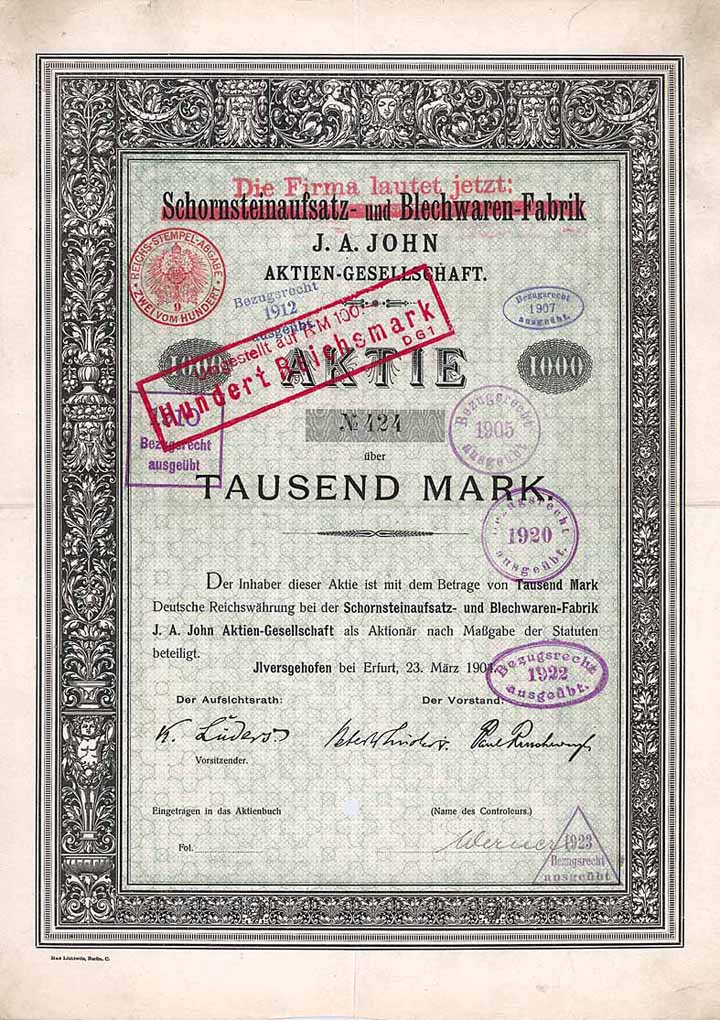 Die Firma lautet jetzt:
Schornsteinaufsatz- und Blechwaren-Fabrik
J. A. JOHN
AKTIEN-GESELLSCHAFT.
REICHS-STEMPEL-ABGABE
ZWEI VOM HUNDERT
9
Bezugsrecht
1912
ausgeübt
Bezugsrecht
1907
ausgeübt
Umgestellt auf RM 100.
Hundert Reichsmark
DG1
1000
AKTIE
1000
№ 424
1910
Bezugsrecht
ausgeübt
Bezugsrecht
1905
ausgeübt
über
TAUSEND MARK.
Bezugsrecht
1920
ausgeübt.
Der Inhaber dieser Aktie ist mit dem Betrage von Tausend Mark
Deutsche Reichswährung bei der Schornsteinaufsatz- und Blechwaren-Fabrik
J. A. John Aktien-Gesellschaft als Aktionär nach Maßgabe der Statuten
beteiligt.
Ilversgehofen bei Erfurt, 23. März 190
Bezugsrecht
1922
ausgeübt.
Der Aufsichtsrath:
Der Vorstand:
K. Lüders
Vorsitzender.
Eingetragen in das Aktienbuch
(Name des Controleurs.)
Fol.
Werner
1923
Bezugsrecht
ausgeübt